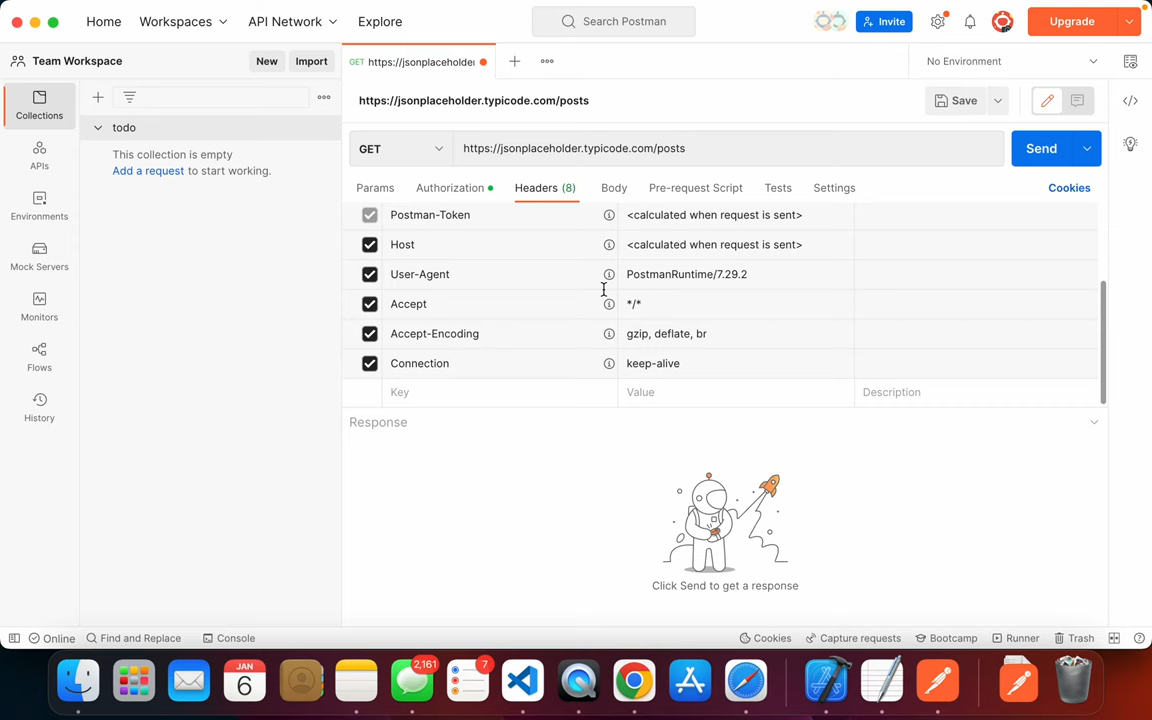 Home
Workspaces
API Network
Explore
Search Postman
Invite
Upgrade
Team Workspace
New
Import
GET https://jsonplaceholder
No Environment
Collections
APIs
Environments
Mock Servers
Monitors
Flows
History
todo
This collection is empty
Add a request to start working.
https://jsonplaceholder.typicode.com/posts
Save
GET
https://jsonplaceholder.typicode.com/posts
Send
Params
Authorization
Headers (8)
Body
Pre-request Script
Tests
Settings
Cookies
Postman-Token <calculated when request is sent>
Host <calculated when request is sent>
User-Agent PostmanRuntime/7.29.2
Accept */*
Accept-Encoding gzip, deflate, br
Connection keep-alive
Key Value Description
Response
Click Send to get a response
Online
Find and Replace
Console
Cookies
Capture requests
Bootcamp
Runner
Trash
JAN
6
2,161
7